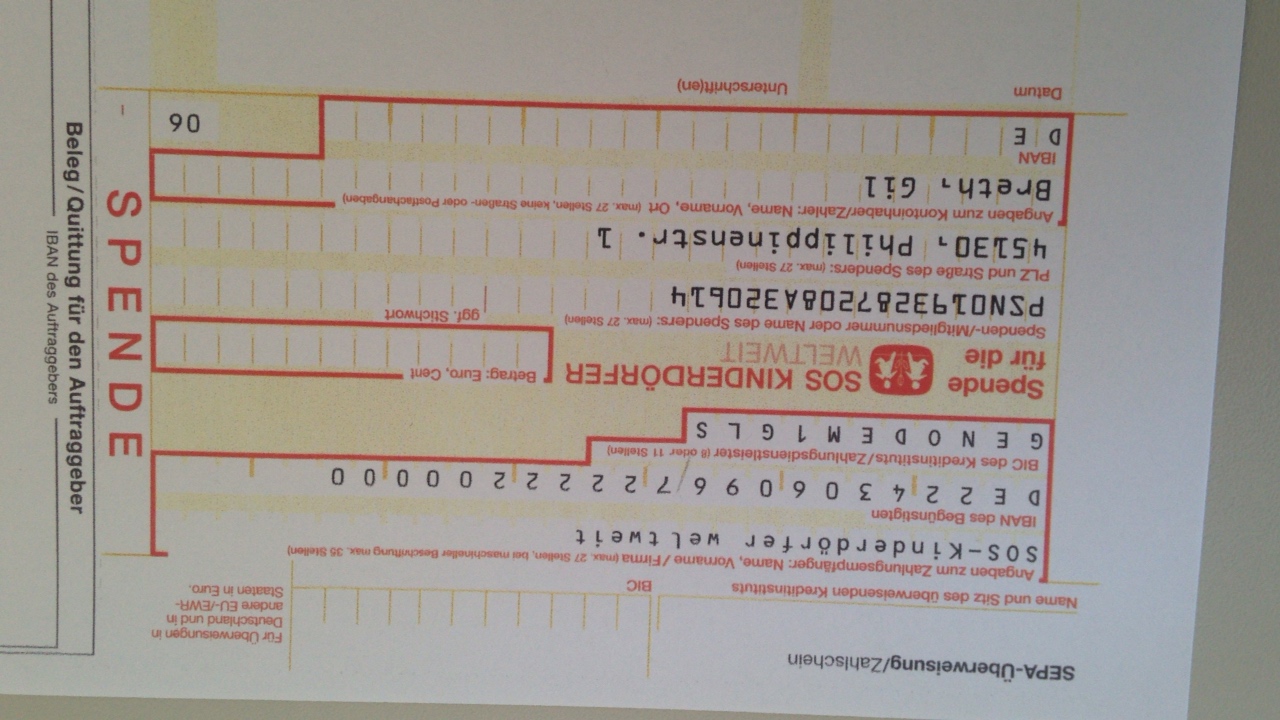 SEPA-Überweisung/Zahlschein
Für Überweisungen in
Deutschland und in
andere EU-/EWR-
Staaten in Euro.
Name und Sitz des überweisenden Kreditinstituts
BIC
Angaben zum Zahlungsempfänger: Name, Vorname/Firma (max. 27 Stellen, bei maschineller Beschriftung max. 35 Stellen)
SOS-Kinderdörfer weltweit
IBAN des Begünstigten
DE22430609672222200000
BIC des Kreditinstituts/Zahlungsdienstleister (8 oder 11 Stellen)
GENODEM1GLS
Spende
für die
SOS KINDERDÖRFER
WELTWEIT
Betrag: Euro, Cent
Spenden-/Mitgliedsnummer oder Name des Spenders: (max. 27 Stellen)
ggf. Stichwort
PSN0193287208A320614
PLZ und Straße des Spenders: (max. 27 Stellen)
45130, Philippinenstr. 1
Angaben zum Kontoinhaber/Zahler: Name, Vorname, Ort (max. 27 Stellen, keine Straßen- oder Postfachangaben)
Breth, Gil
IBAN
DE
06
Datum
Unterschrift(en)
SPENDE
Beleg/Quittung für den Auftraggeber
IBAN des Auftraggebers